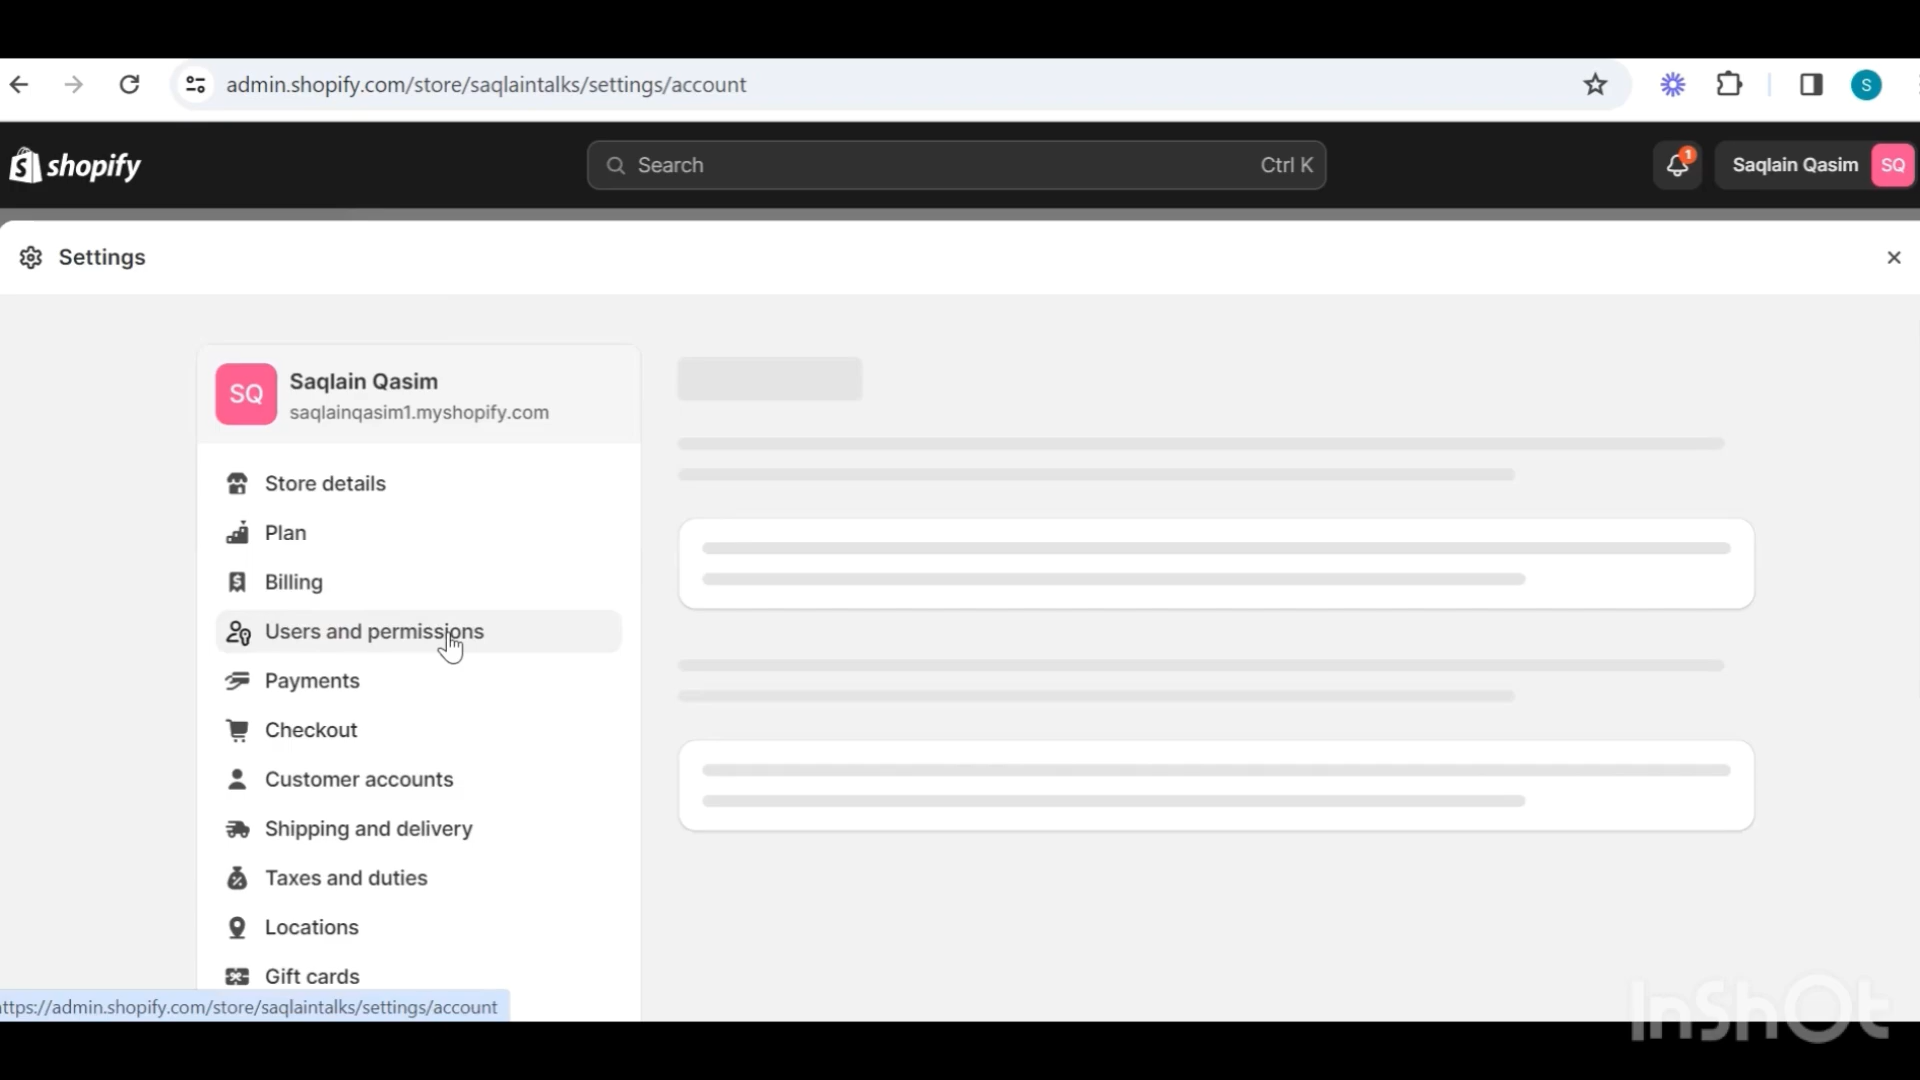 admin.shopify.com/store/saqlaintalks/settings/account
S
shopify
Search
Ctrl K
1
Saqlain Qasim
SQ
Settings
SQ
Saqlain Qasim
saqlainqasim1.myshopify.com
Store details
Plan
Billing
Users and permissions
Payments
Checkout
Customer accounts
Shipping and delivery
Taxes and duties
Locations
Gift cards
ttps://admin.shopify.com/store/saqlaintalks/settings/account
InShOt